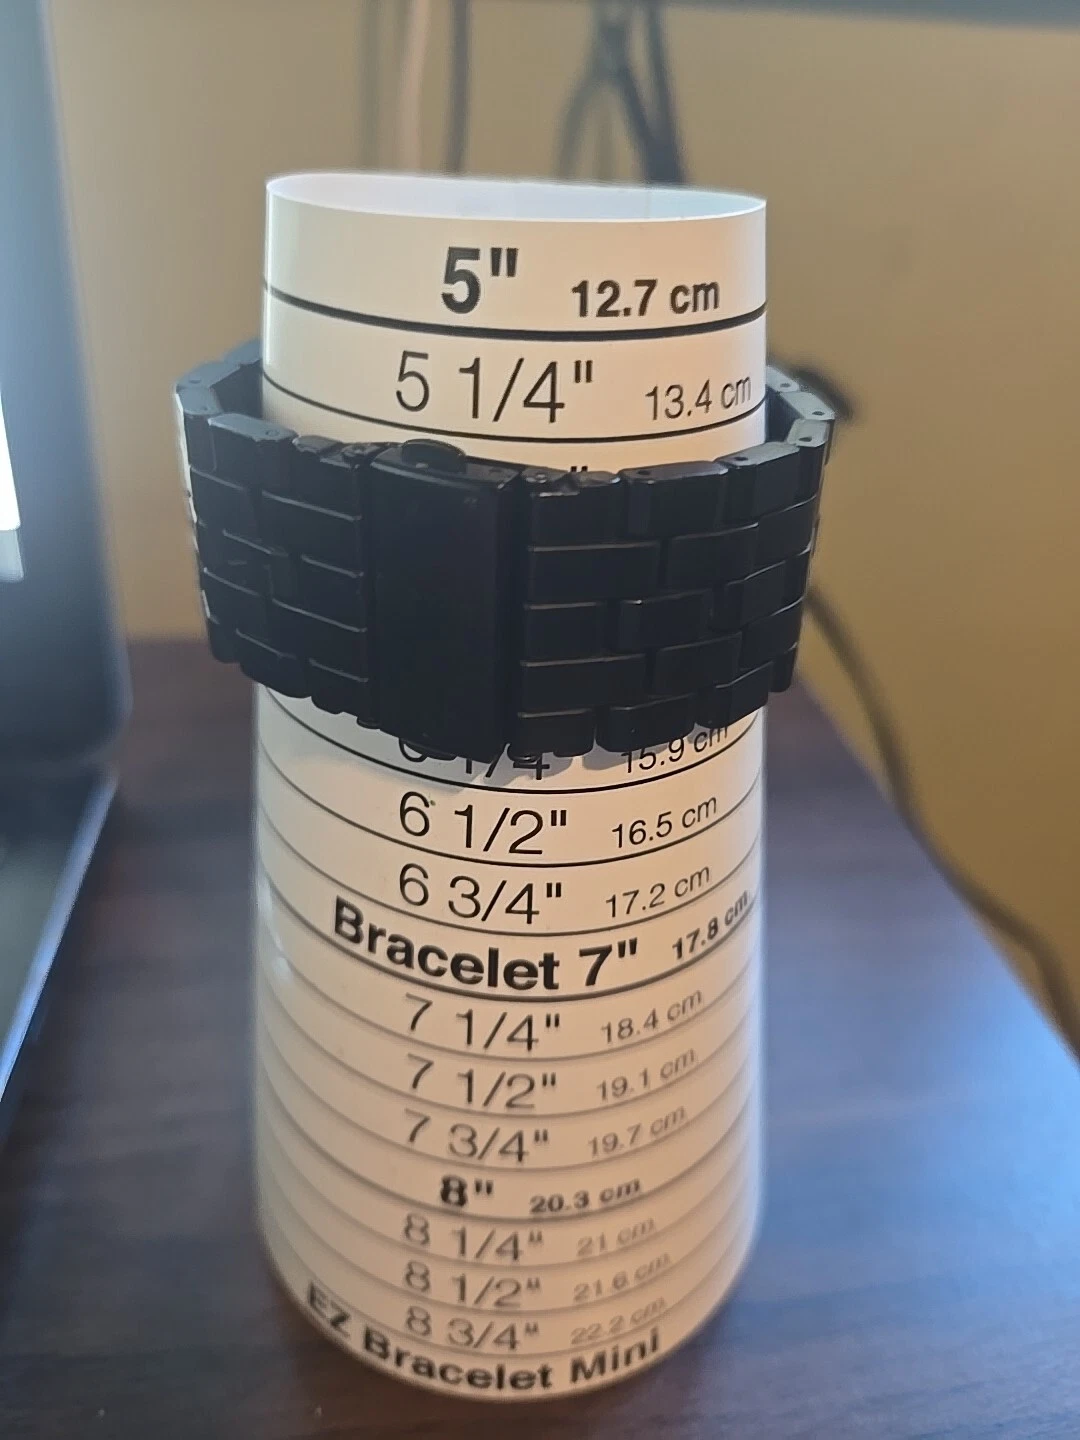 5" 12.7 cm
5 1/4" 13.4 cm
6 1/4" 15.9 cm
6 1/2" 16.5 cm
6 3/4" 17.2 cm
Bracelet 7" 17.8 cm
7 1/4" 18.4 cm
7 1/2" 19.1 cm
7 3/4" 19.7 cm
8" 20.3 cm
8 1/4" 21 cm
8 1/2" 21.6 cm
8 3/4" 22.2 cm
EZ Bracelet Mini